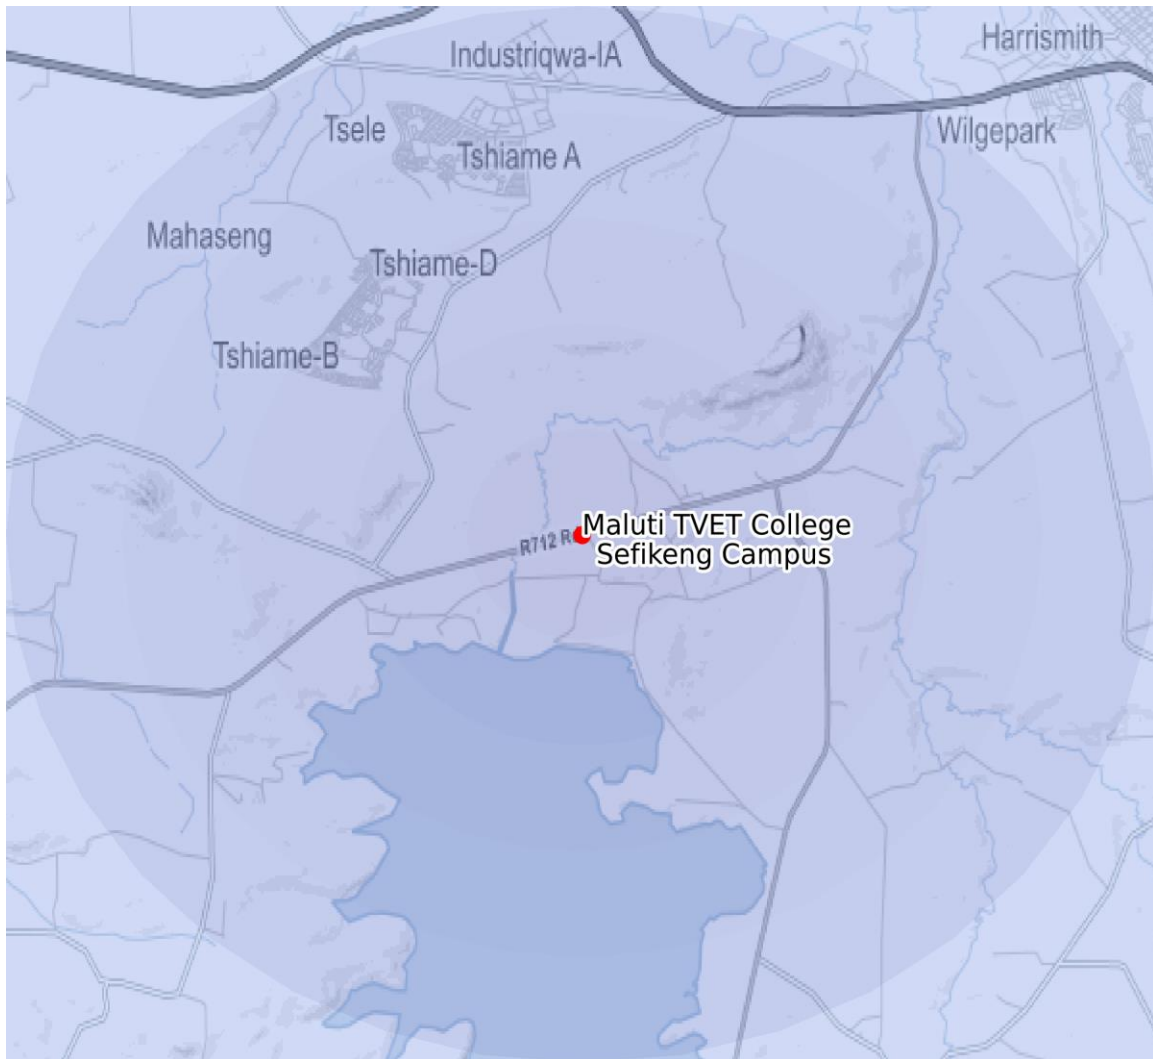 Industriqwa-IA
Harrismith
Tsele
Tshiame A
Wilgepark
Mahaseng
Tshiame-D
Tshiame-B
R712 R
Maluti TVET College
Sefikeng Campus